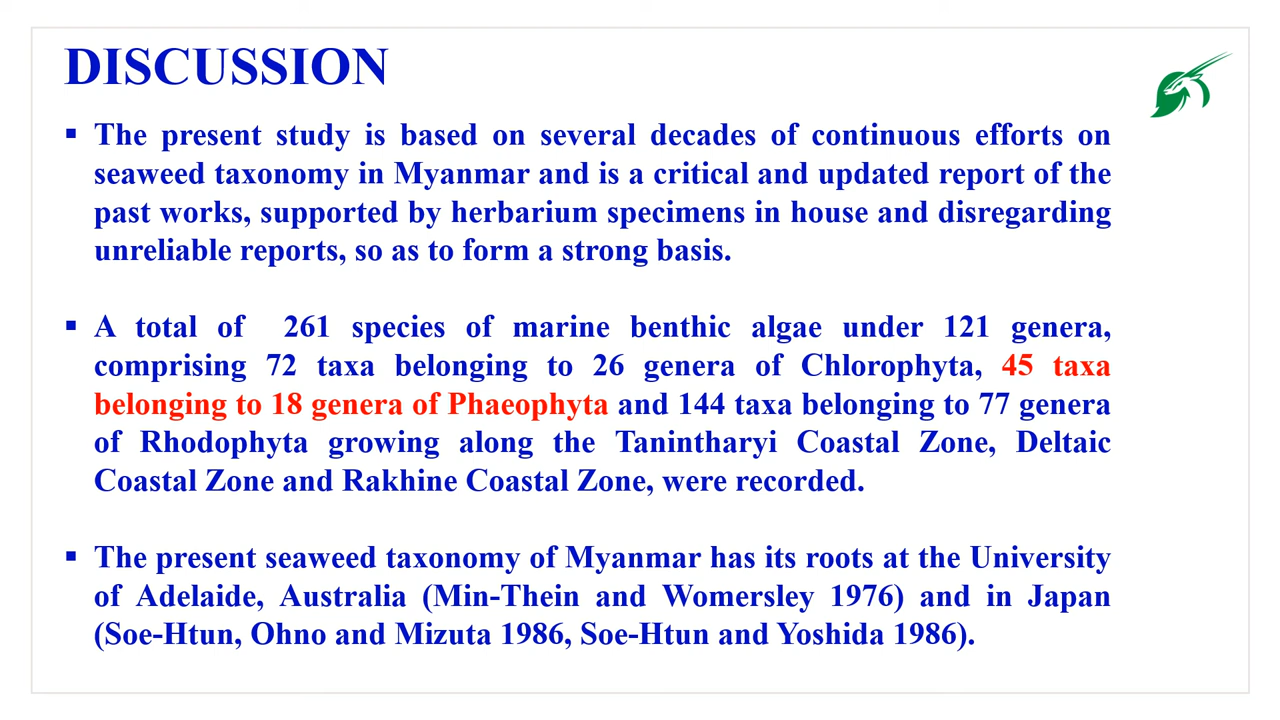 DISCUSSION
▪ The present study is based on several decades of continuous efforts on
seaweed taxonomy in Myanmar and is a critical and updated report of the
past works, supported by herbarium specimens in house and disregarding
unreliable reports, so as to form a strong basis.
▪ A total of 261 species of marine benthic algae under 121 genera,
comprising 72 taxa belonging to 26 genera of Chlorophyta, 45 taxa
belonging to 18 genera of Phaeophyta and 144 taxa belonging to 77 genera
of Rhodophyta growing along the Tanintharyi Coastal Zone, Deltaic
Coastal Zone and Rakhine Coastal Zone, were recorded.
▪ The present seaweed taxonomy of Myanmar has its roots at the University
of Adelaide, Australia (Min-Thein and Womersley 1976) and in Japan
(Soe-Htun, Ohno and Mizuta 1986, Soe-Htun and Yoshida 1986).